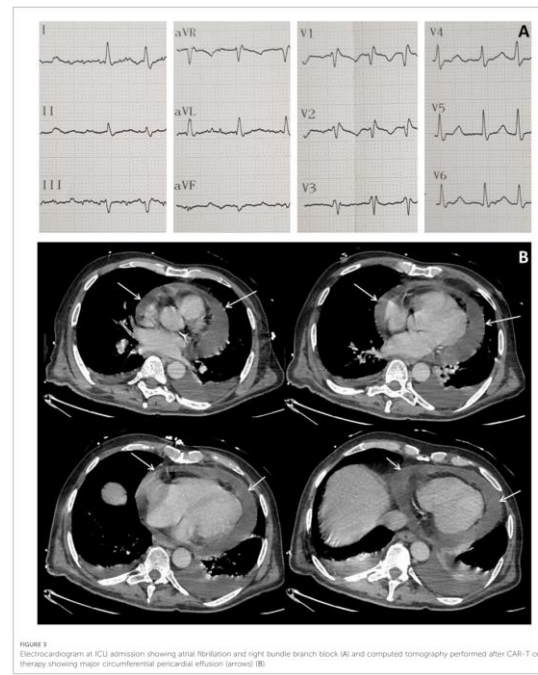 I
aVR
V1
V4
A
II
aVL
V2
V5
III
aVF
V3
V6
B
FIGURE 3
Electrocardiogram at ICU admission showing atrial fibrillation and right bundle branch block (A) and computed tomography performed after CAR-T ce
therapy showing major circumferential pericardial effusion (arrows) (B).